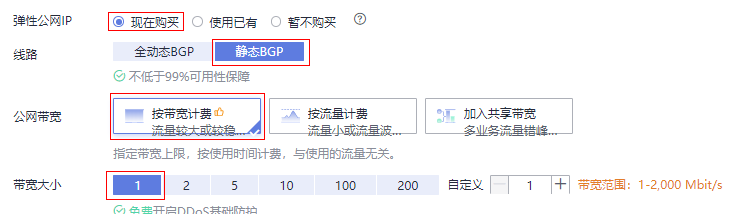 弹性公网IP 现在购买 使用已有 暂不购买 ?
线路 全动态BGP 静态BGP
不低于99%可用性保障
公网带宽 按带宽计费 按流量计费 加入共享带宽
流量较大或较稳... 流量小或流量波... 多业务流量错峰...
指定带宽上限，按使用时间计费，与使用的流量无关。
带宽大小 1 2 5 10 100 200 自定义 － 1 ＋ 带宽范围：1-2,000 Mbit/s
免费开启DDoS基础防护